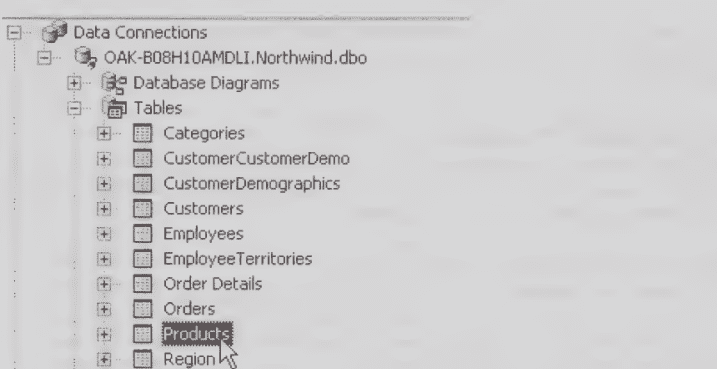 Data Connections
OAK-B08H10AMDLI.Northwind.dbo
Database Diagrams
Tables
Categories
CustomerCustomerDemo
CustomerDemographics
Customers
Employees
EmployeeTerritories
Order Details
Orders
Products
Region